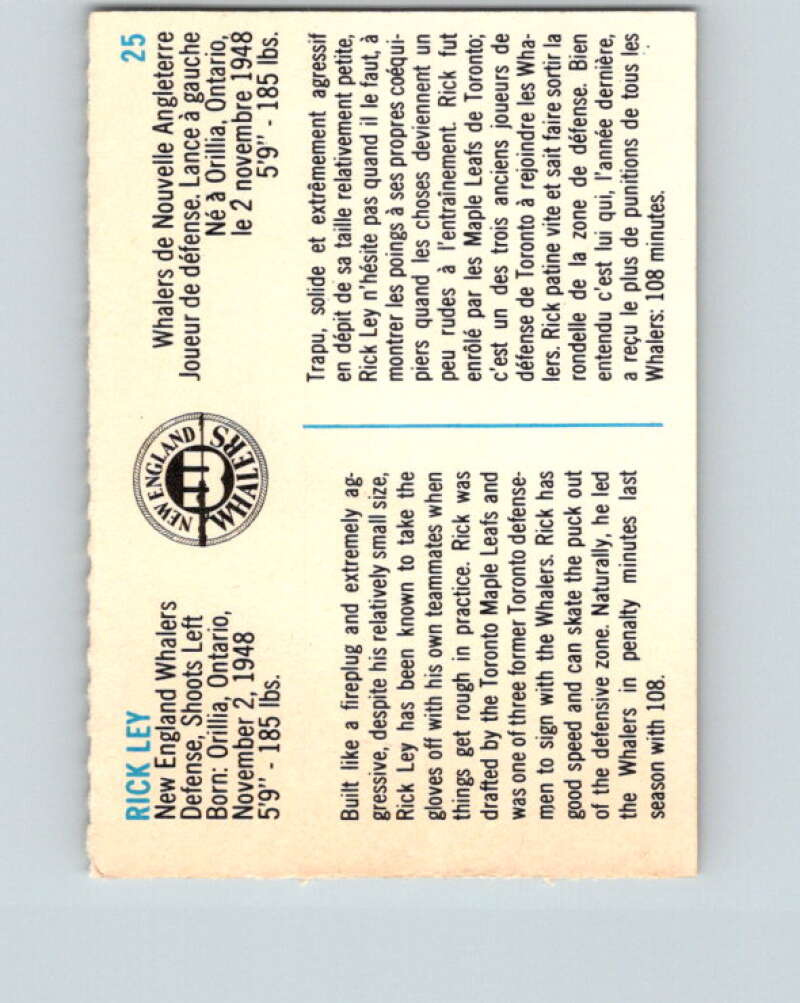 RICK LEY
New England Whalers
Defense, Shoots Left
Born: Orillia, Ontario,
November 2, 1948
5'9" - 185 lbs.
NEW ENGLAND
WHALERS
25
Whalers de Nouvelle Angleterre
Joueur de défense. Lance à gauche
Né à Orillia, Ontario,
le 2 novembre 1948
5'9" - 185 lbs.
Built like a fireplug and extremely ag-
gressive, despite his relatively small size,
Rick Ley has been known to take the
gloves off with his own teammates when
things get rough in practice. Rick was
drafted by the Toronto Maple Leafs and
was one of three former Toronto defense-
men to sign with the Whalers. Rick has
good speed and can skate the puck out
of the defensive zone. Naturally, he led
the Whalers in penalty minutes last
season with 108.
Trapu, solide et extrêmement agressif
en dépit de sa taille relativement petite,
Rick Ley n'hésite pas quand il le faut, à
montrer les poings à ses propres coéqui-
piers quand les choses deviennent un
peu rudes à l'entraînement. Rick fut
enrôlé par les Maple Leafs de Toronto;
c'est un des trois anciens joueurs de
défense de Toronto à rejoindre les Wha-
lers. Rick patine vite et sait faire sortir la
rondelle de la zone de défense. Bien
entendu c'est lui qui, l'année dernière,
a reçu le plus de punitions de tous les
Whalers: 108 minutes.